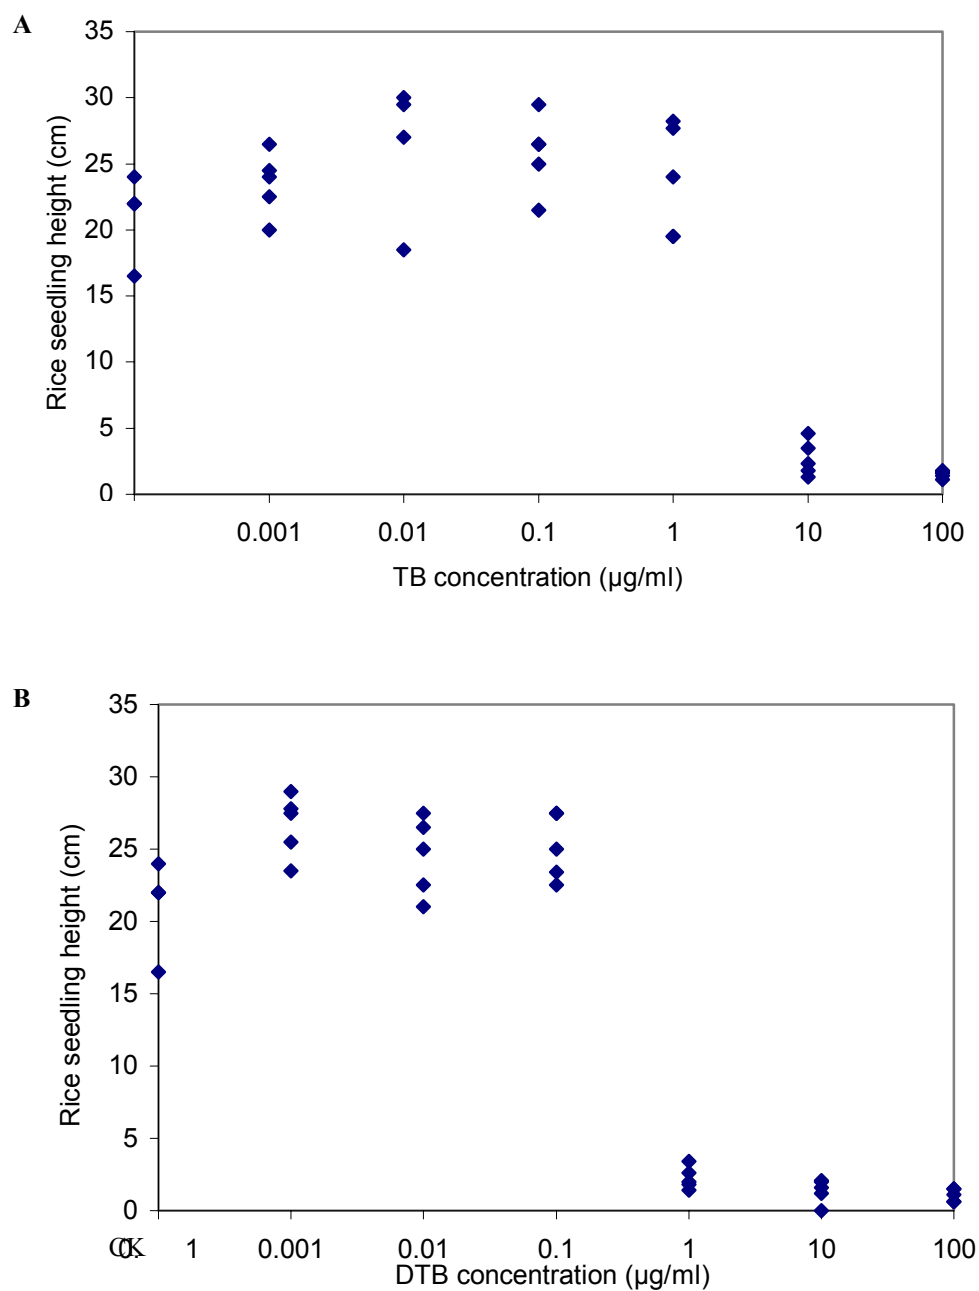 A
35
30
25
20
15
10
5
0
Rice seedling height (cm)
0.001 0.01 0.1 1 10 100
TB concentration (µg/ml)
B
35
30
25
20
15
10
5
0
Rice seedling height (cm)
CK 1 0.001 0.01 0.1 1 10 100
DTB concentration (µg/ml)